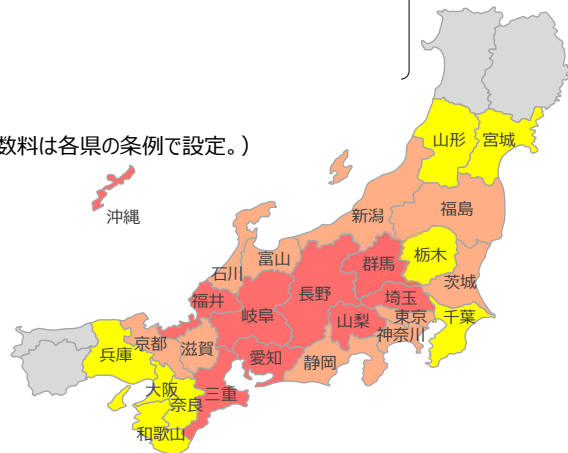 数料は各県の条例で設定。)
沖縄
山形
宮城
新潟
福島
石川
富山
群馬
栃木
茨城
福井
岐阜
長野
埼玉
山梨
東京
千葉
神奈川
兵庫
京都
滋賀
愛知
静岡
大阪
奈良
三重
和歌山